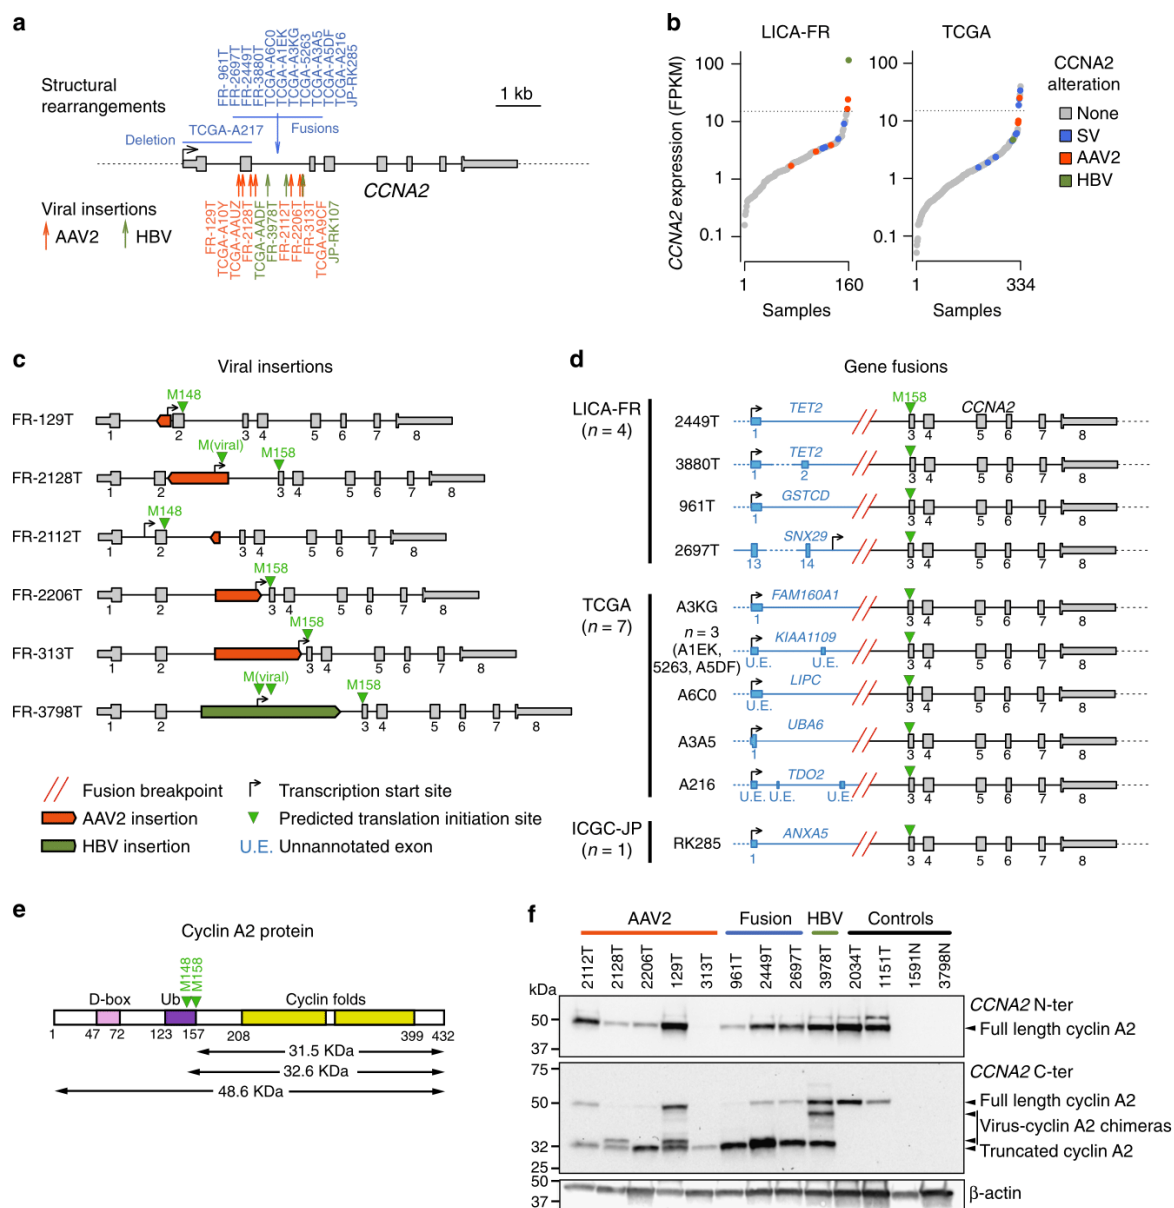 a
Structural
rearrangements
FR-961T
FR-2697T
FR-2449T
FR-3880T
TCGA-A6C0
TCGA-A1EK
TCGA-A3KG
TCGA-5263
TCGA-A3A5
TCGA-A5DF
TCGA-A216
JP-RK285
1 kb
TCGA-A217
Deletion
Fusions
CCNA2
Viral insertions
AAV2
HBV
FR-129T
TCGA-A10Y
TCGA-AAUZ
FR-2128T
TCGA-AADF
FR-3978T
FR-2112T
FR-2206T
FR-313T
TCGA-A9CF
JP-RK107
b
LICA-FR
TCGA
CCNA2 expression (FPKM)
100
10
1
0.1
1
160
Samples
100
10
1
0.1
1
334
Samples
CCNA2
alteration
None
SV
AAV2
HBV
c
Viral insertions
FR-129T
M148
1 2 3 4 5 6 7 8
FR-2128T
M(viral)
M158
1 2 3 4 5 6 7 8
FR-2112T
M148
1 2 3 4 5 6 7 8
FR-2206T
M158
1 2 3 4 5 6 7 8
FR-313T
M158
1 2 3 4 5 6 7 8
FR-3798T
M(viral)
M158
1 2 3 4 5 6 7 8
Fusion breakpoint
Transcription start site
AAV2 insertion
Predicted translation initiation site
HBV insertion
U.E. Unannotated exon
d
Gene fusions
LICA-FR
(n = 4)
2449T
TET2
M158
CCNA2
1 3 4 5 6 7 8
3880T
TET2
1 2 3 4 5 6 7 8
961T
GSTCD
1 3 4 5 6 7 8
2697T
SNX29
13 14 3 4 5 6 7 8
TCGA
(n = 7)
A3KG
FAM160A1
1 3 4 5 6 7 8
n = 3
(A1EK,
5263, A5DF)
KIAA1109
U.E. U.E. 3 4 5 6 7 8
A6C0
LIPC
U.E. 3 4 5 6 7 8
A3A5
UBA6
1 3 4 5 6 7 8
A216
TDO2
U.E. U.E. U.E. 3 4 5 6 7 8
ICGC-JP
(n = 1)
RK285
ANXA5
1 3 4 5 6 7 8
e
Cyclin A2 protein
M148
M158
D-box
Ub
Cyclin folds
1 47 72 123 157 208 399 432
31.5 KDa
32.6 KDa
48.6 KDa
f
AAV2
Fusion
HBV
Controls
2112T
2128T
2206T
129T
313T
961T
2449T
2697T
3978T
2034T
1151T
1591N
3798N
kDa
50
37
CCNA2 N-ter
Full length cyclin A2
75
50
32
25
CCNA2 C-ter
Full length cyclin A2
Virus-cyclin A2 chimeras
Truncated cyclin A2
50
37
β-actin